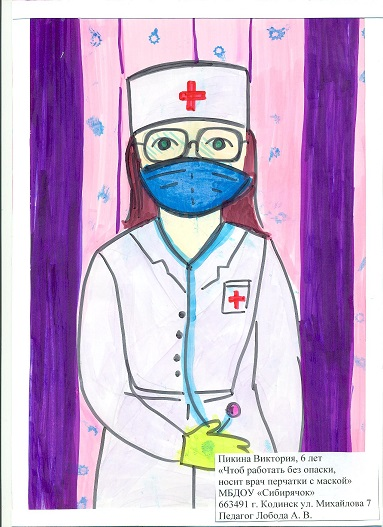 Пикина Виктория, 6 лет
«Чтоб работать без опаски,
носит врач перчатки с маской»
МБДОУ «Сибирячок»
663491 г. Кодинск ул. Михайлова 7
Педагог Лобода А. В.